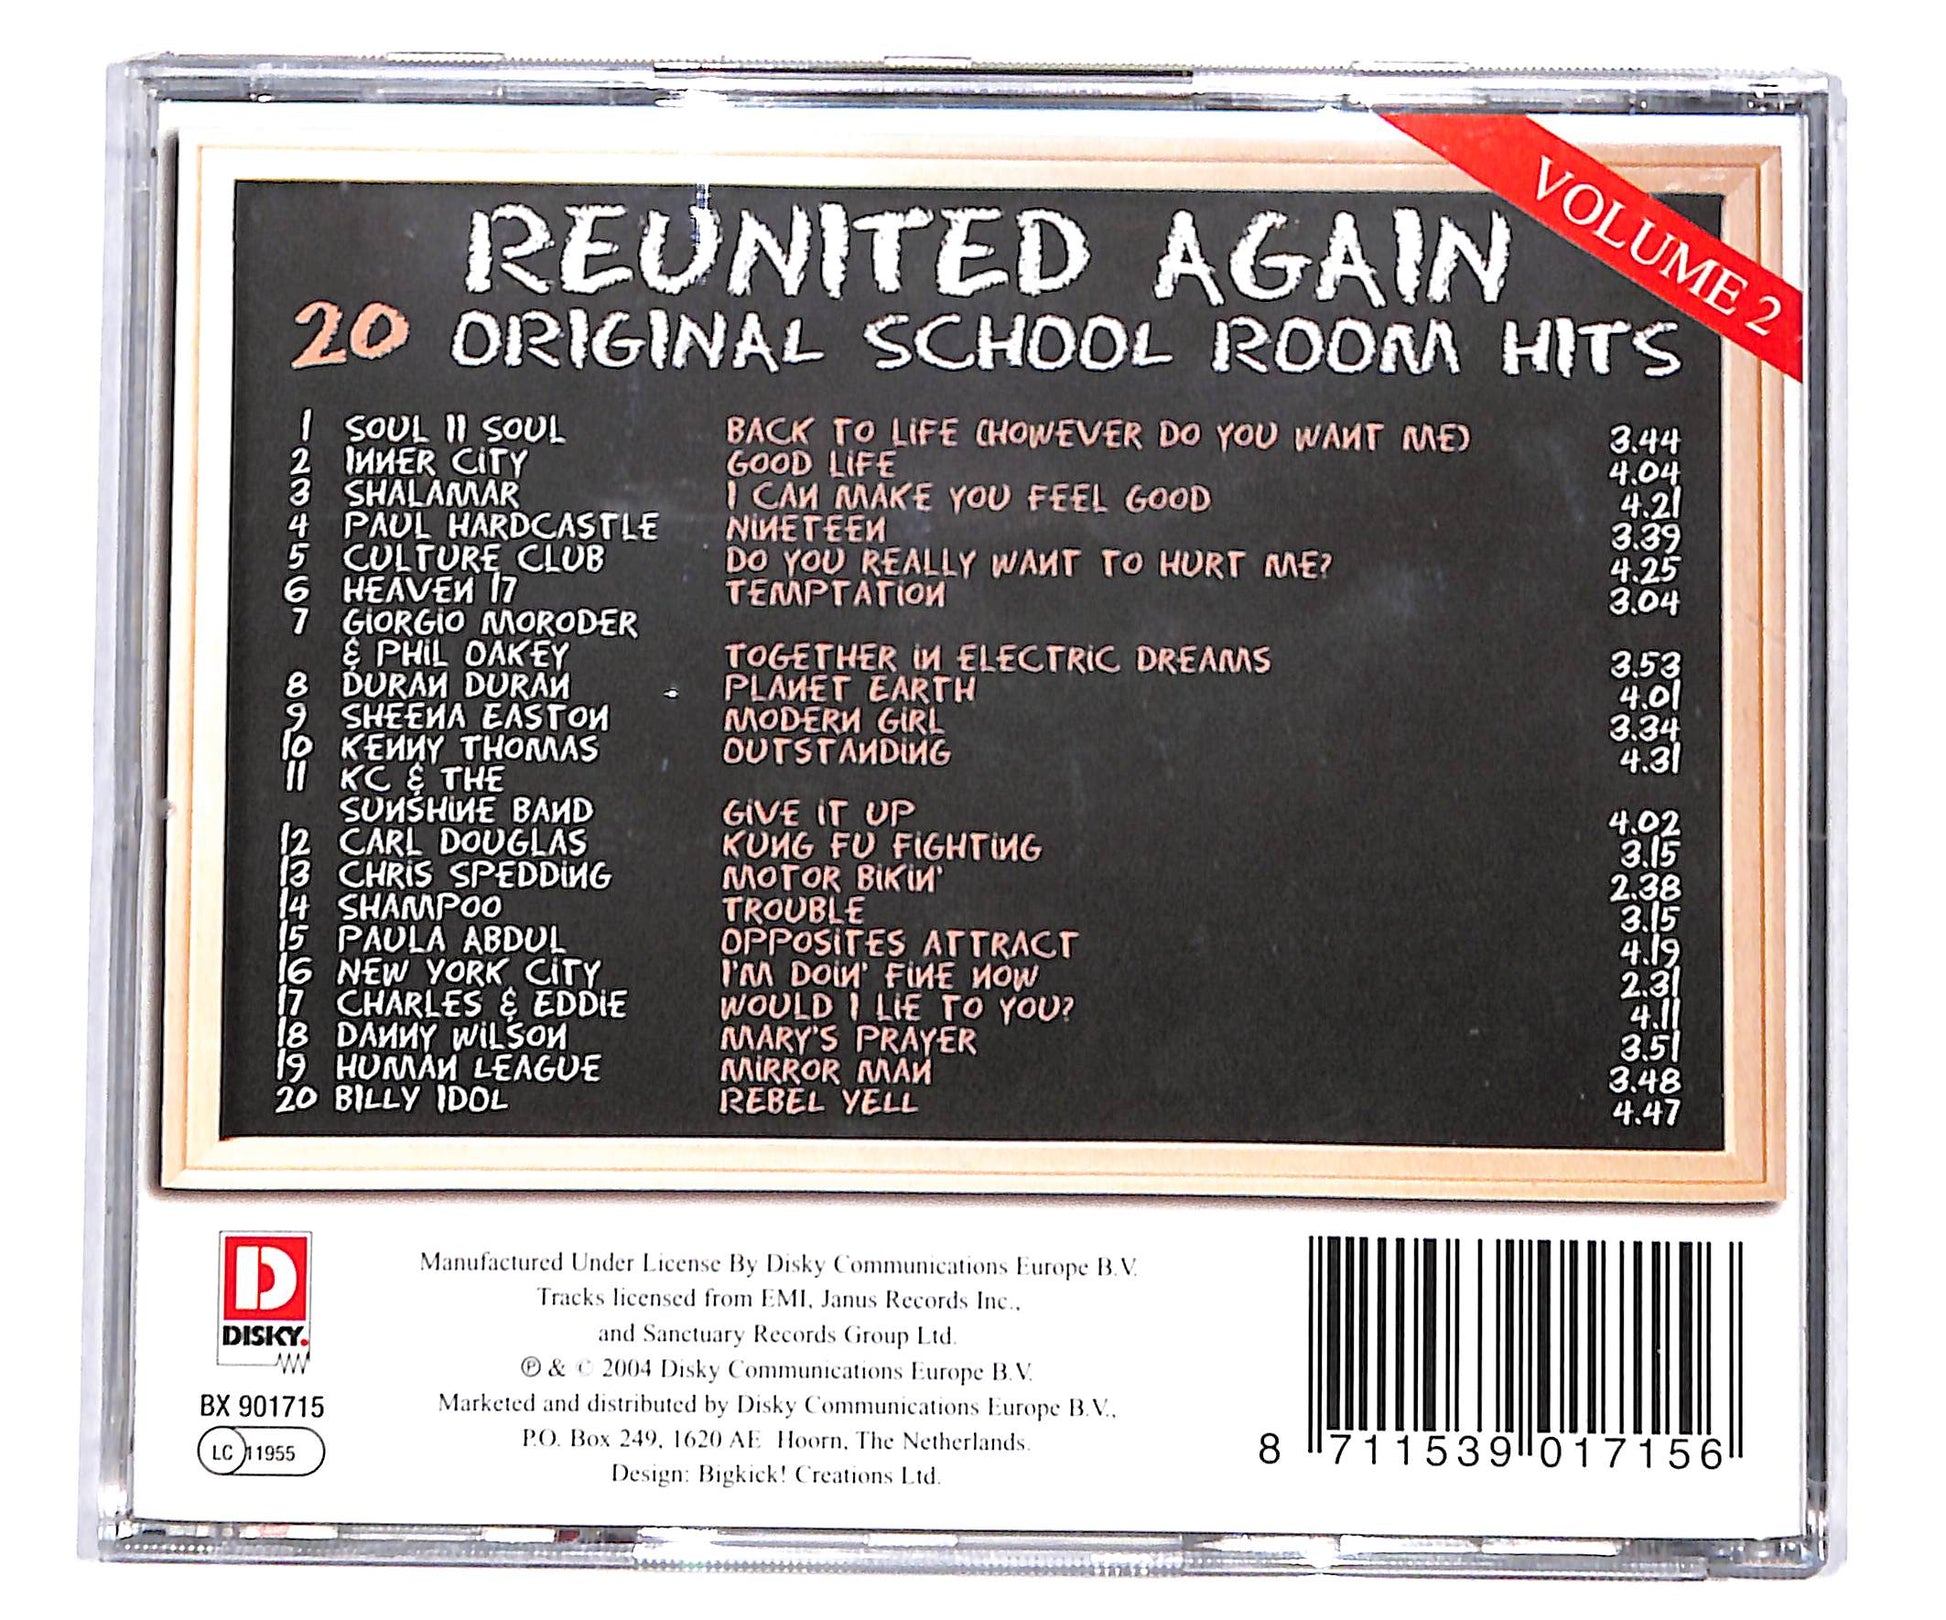 VOLUME 2
REUNITED AGAIN
20 ORIGINAL SCHOOL ROOM HITS
1 SOUL II SOUL BACK TO LIFE (HOWEVER DO YOU WANT ME) 3.44
2 INNER CITY GOOD LIFE 4.04
3 SHALAMAR I CAN MAKE YOU FEEL GOOD 4.21
4 PAUL HARDCASTLE NINETEEN 3.39
5 CULTURE CLUB DO YOU REALLY WANT TO HURT ME? 4.25
6 HEAVEN 17 TEMPTATION 3.04
7 GIORGIO MORODER
& PHIL OAKEY TOGETHER IN ELECTRIC DREAMS 3.53
8 DURAN DURAN PLANET EARTH 4.01
9 SHEENA EASTON MODERN GIRL 3.34
10 KENNY THOMAS OUTSTANDING 4.31
11 KC & THE
SUNSHINE BAND GIVE IT UP 4.02
12 CARL DOUGLAS KUNG FU FIGHTING 3.15
13 CHRIS SPEDDING MOTOR BIKIN' 2.38
14 SHAMPOO TROUBLE 3.15
15 PAULA ABDUL OPPOSITES ATTRACT 4.19
16 NEW YORK CITY I'M DOIN' FINE NOW 2.31
17 CHARLES & EDDIE WOULD I LIE TO YOU? 4.11
18 DANNY WILSON MARY'S PRAYER 3.51
19 HUMAN LEAGUE MIRROR MAN 3.48
20 BILLY IDOL REBEL YELL 4.47
D
DISKY.
BX 901715
LC 11955
Manufactured Under License By Disky Communications Europe B.V.
Tracks licensed from EMI, Janus Records Inc.,
and Sanctuary Records Group Ltd.
℗ & © 2004 Disky Communications Europe B.V.
Marketed and distributed by Disky Communications Europe B.V.,
P.O. Box 249, 1620 AE Hoorn, The Netherlands.
Design: Bigkick! Creations Ltd.
8 711539 017156